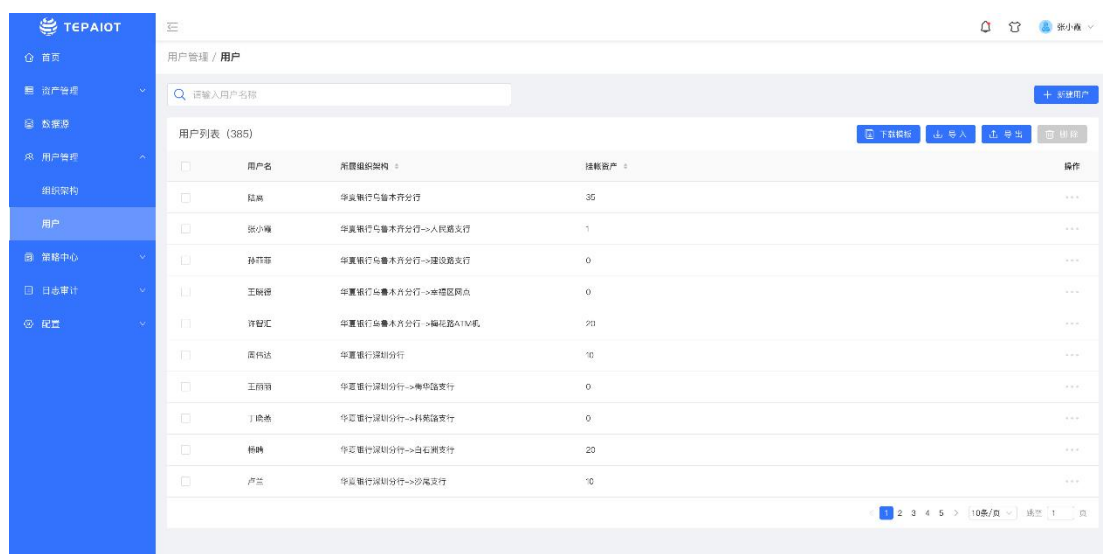 TEPAIOT
张小霞
首页
用户管理 / 用户
资产管理
请输入用户名称
新建用户
数据源
用户列表 (385)
下载模板
导入
导出
删除
用户管理
用户名
所属组织架构
挂帐资产
操作
组织架构
陆离
华夏银行乌鲁木齐分行
35
用户
张小霞
华夏银行乌鲁木齐分行->人民路支行
1
策略中心
孙菲菲
华夏银行乌鲁木齐分行->建设路支行
0
日志审计
王晓德
华夏银行乌鲁木齐分行->幸福区网点
0
配置
许智汇
华夏银行乌鲁木齐分行->梅花路ATM机
20
周伟达
华夏银行深圳分行
10
王丽丽
华夏银行深圳分行->梅华路支行
0
丁晓燕
华夏银行深圳分行->科苑路支行
0
杨晴
华夏银行深圳分行->白石洲支行
20
卢兰
华夏银行深圳分行->沙尾支行
10
1 2 3 4 5
10条/页
跳至 1 页